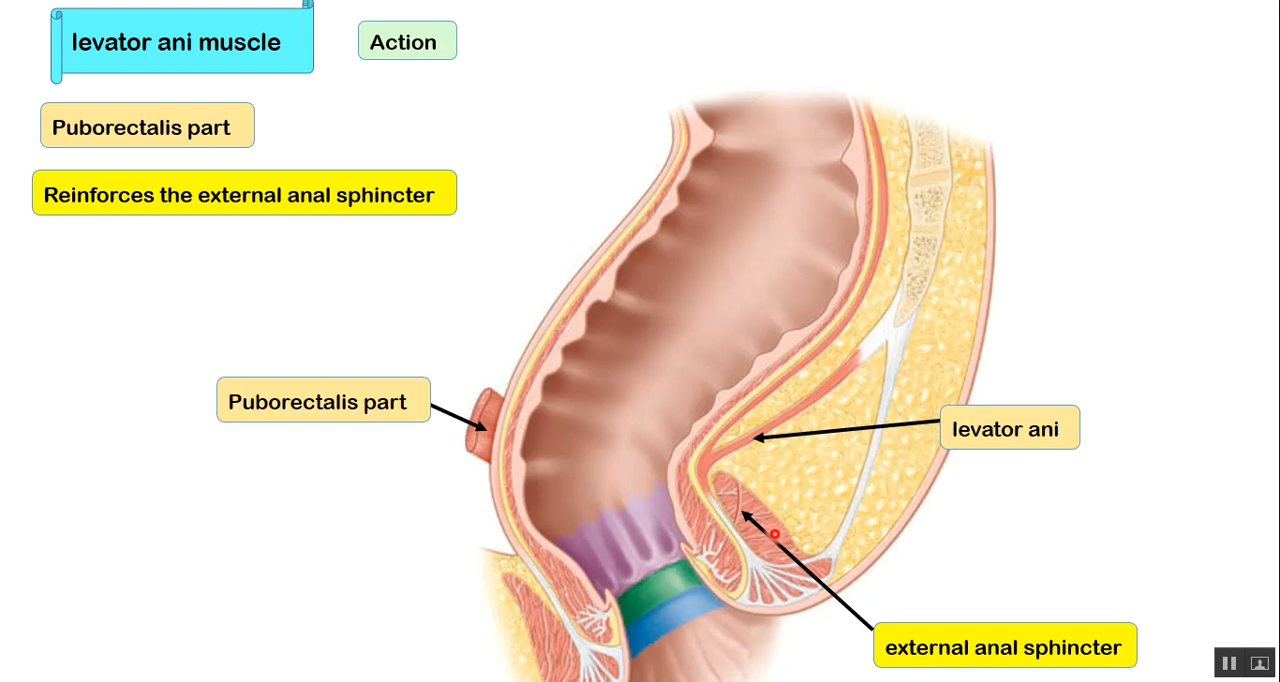 levator ani muscle
Action
Puborectalis part
Reinforces the external anal sphincter
Puborectalis part
levator ani
external anal sphincter